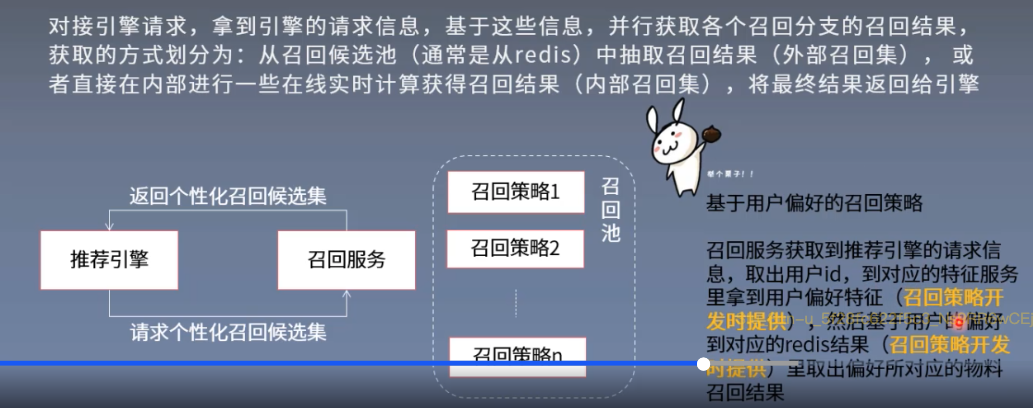 对接引擎请求，拿到引擎的请求信息，基于这些信息，并行获取各个召回分支的召回结果，
获取的方式划分为：从召回候选池（通常是从redis）中抽取召回结果（外部召回集），或
者直接在内部进行一些在线实时计算获得召回结果（内部召回集），将最终结果返回给引擎
举个栗子！！
返回个性化召回候选集
推荐引擎
召回服务
请求个性化召回候选集
召回策略1
召回策略2
召回策略n
召回池
基于用户偏好的召回策略
召回服务获取到推荐引擎的请求信
息，取出用户id，到对应的特征服务
里拿到用户偏好特征（召回策略开
发时提供），然后基于用户的偏好
到对应的redis结果（召回策略开发
时提供）里取出偏好所对应的物料
召回结果